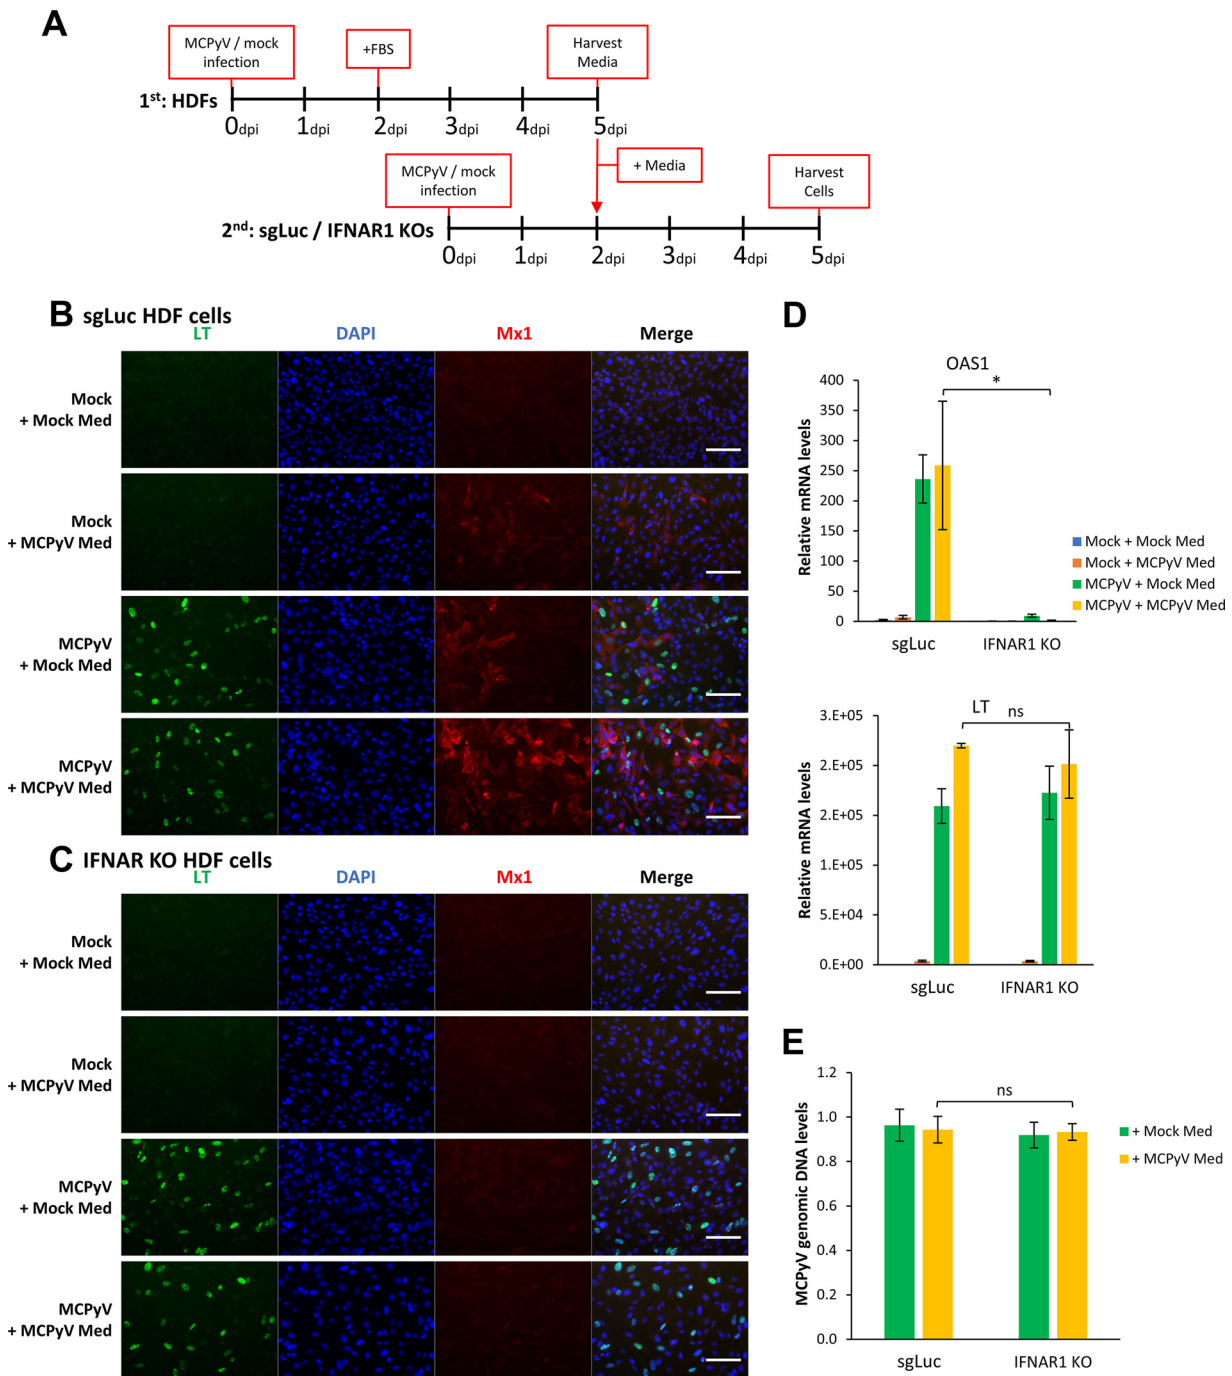 A
MCPyV / mock
infection
+FBS
Harvest
Media
1st: HDFs
0dpi 1dpi 2dpi 3dpi 4dpi 5dpi
MCPyV / mock
infection
+ Media
Harvest
Cells
2nd: sgLuc / IFNAR1 KOs
0dpi 1dpi 2dpi 3dpi 4dpi 5dpi
B sgLuc HDF cells
LT DAPI Mx1 Merge
Mock
+ Mock Med
Mock
+ MCPyV Med
MCPyV
+ Mock Med
MCPyV
+ MCPyV Med
C IFNAR KO HDF cells
LT DAPI Mx1 Merge
Mock
+ Mock Med
Mock
+ MCPyV Med
MCPyV
+ Mock Med
MCPyV
+ MCPyV Med
D
OAS1
*
Relative mRNA levels
400
350
300
250
200
150
100
50
0
sgLuc IFNAR1 KO
Mock + Mock Med
Mock + MCPyV Med
MCPyV + Mock Med
MCPyV + MCPyV Med
LT
ns
Relative mRNA levels
3.E+05
2.E+05
2.E+05
1.E+05
5.E+04
0.E+00
sgLuc IFNAR1 KO
E
ns
MCPyV genomic DNA levels
1.2
1.0
0.8
0.6
0.4
0.2
0.0
sgLuc IFNAR1 KO
+ Mock Med
+ MCPyV Med